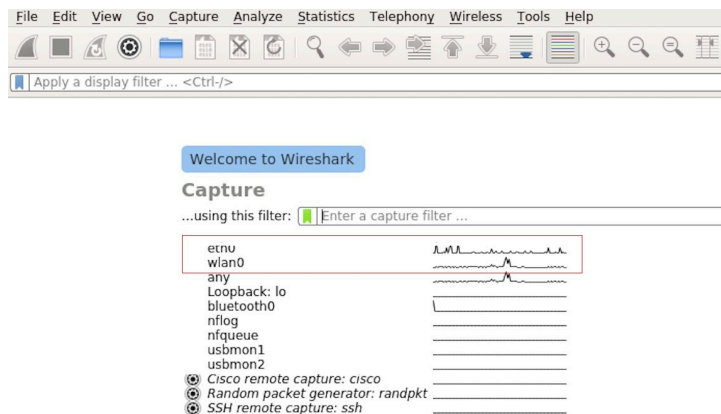 File Edit View Go Capture Analyze Statistics Telephony Wireless Tools Help
Apply a display filter ... <Ctrl-/>
Welcome to Wireshark
Capture
...using this filter: Enter a capture filter ...
eth0
wlan0
any
Loopback: lo
bluetooth0
nflog
nfqueue
usbmon1
usbmon2
Cisco remote capture: cisco
Random packet generator: randpkt
SSH remote capture: ssh